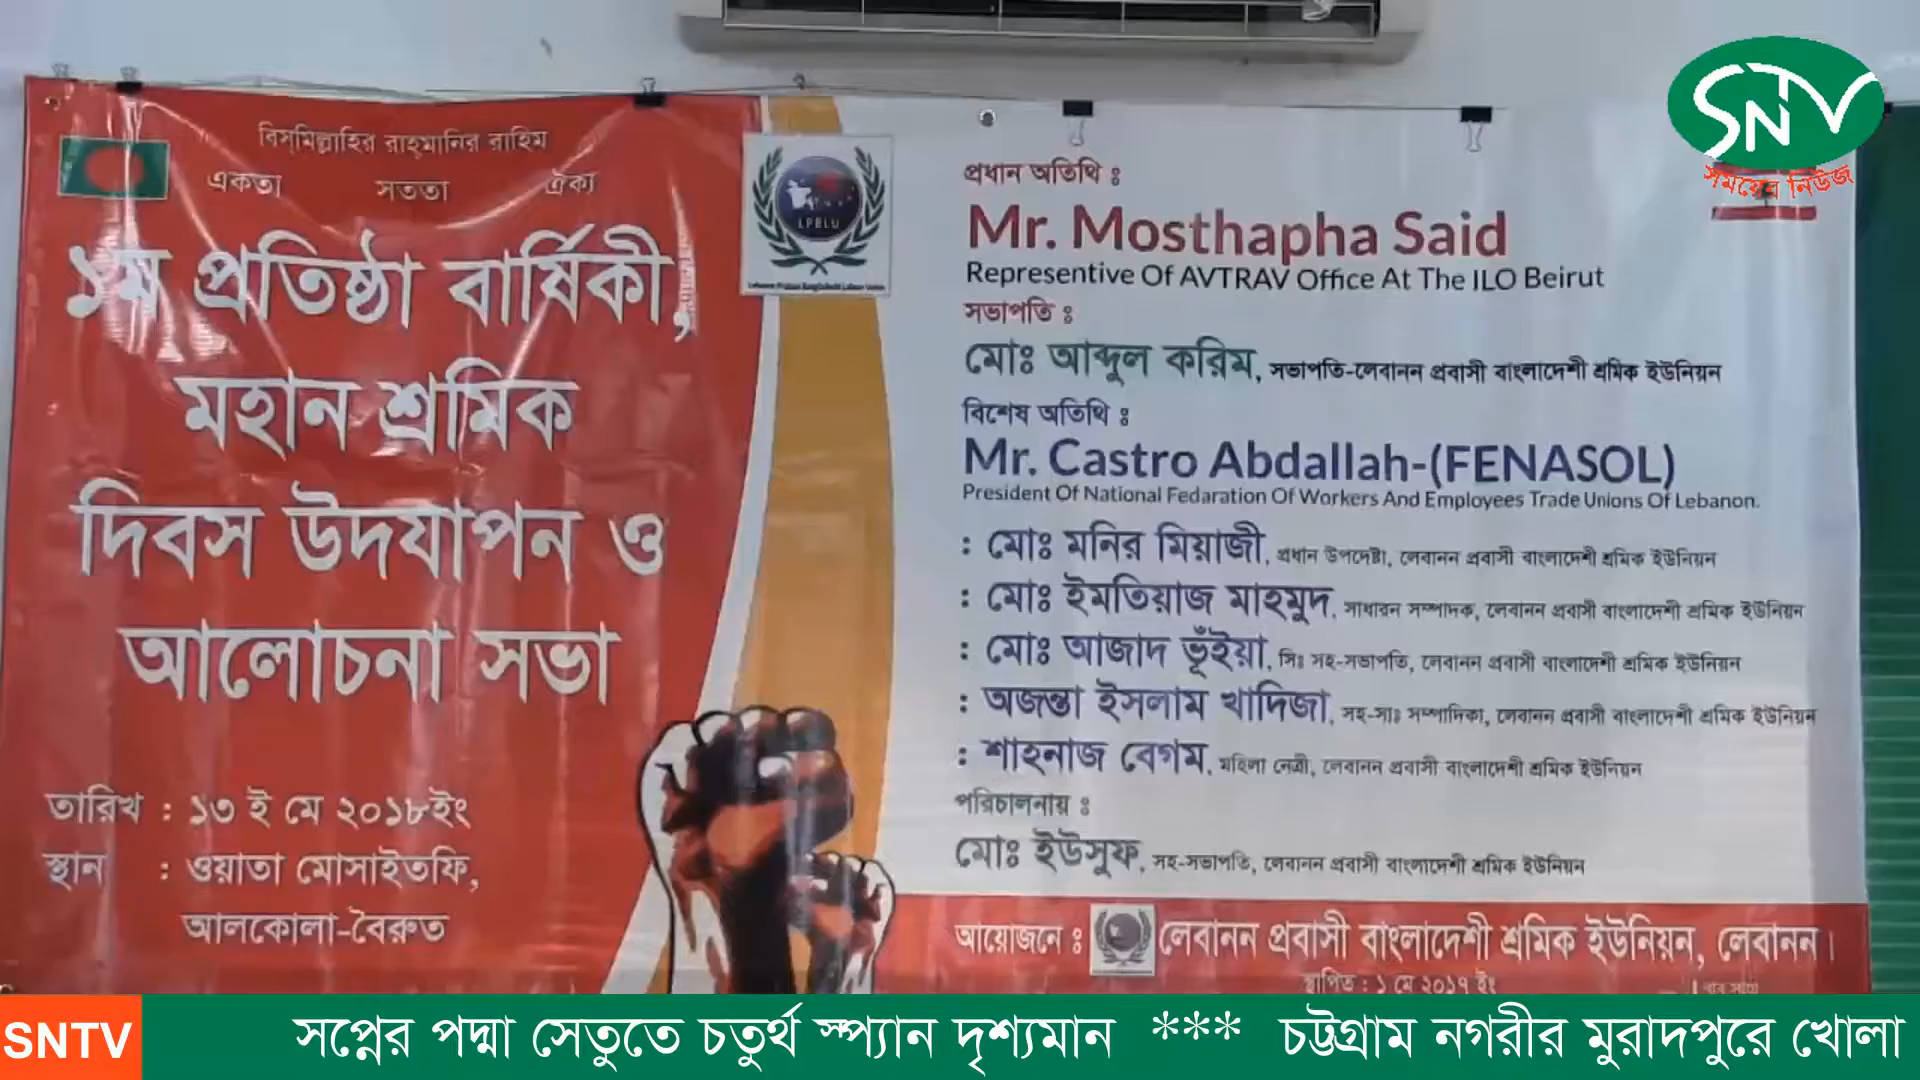 বিস্‌মিল্লাহির রাহ্‌মানির রাহিম
একতা সততা ঐক্য
১ম প্রতিষ্ঠা বার্ষিকী,
মহান শ্রমিক
দিবস উদযাপন ও
আলোচনা সভা
তারিখ : ১৩ ই মে ২০১৮ইং
স্থান : ওয়াতা মোসাইতফি,
আলকোলা-বৈরুত
LPBLU
Lebanon Probasi Bangladeshi Labour Union
প্রধান অতিথি :
Mr. Mosthapha Said
Representive Of AVTRAV Office At The ILO Beirut
সভাপতি :
মোঃ আব্দুল করিম, সভাপতি-লেবানন প্রবাসী বাংলাদেশী শ্রমিক ইউনিয়ন
বিশেষ অতিথি :
Mr. Castro Abdallah-(FENASOL)
President Of National Fedaration Of Workers And Employees Trade Unions Of Lebanon.
: মোঃ মনির মিয়াজী, প্রধান উপদেষ্টা, লেবানন প্রবাসী বাংলাদেশী শ্রমিক ইউনিয়ন
: মোঃ ইমতিয়াজ মাহমুদ, সাধারন সম্পাদক, লেবানন প্রবাসী বাংলাদেশী শ্রমিক ইউনিয়ন
: মোঃ আজাদ ভূঁইয়া, সিঃ সহ-সভাপতি, লেবানন প্রবাসী বাংলাদেশী শ্রমিক ইউনিয়ন
: অজন্তা ইসলাম খাদিজা, সহ-সাঃ সম্পাদিকা, লেবানন প্রবাসী বাংলাদেশী শ্রমিক ইউনিয়ন
: শাহনাজ বেগম, মহিলা নেত্রী, লেবানন প্রবাসী বাংলাদেশী শ্রমিক ইউনিয়ন
পরিচালনায় :
মোঃ ইউসুফ, সহ-সভাপতি, লেবানন প্রবাসী বাংলাদেশী শ্রমিক ইউনিয়ন
আয়োজনে : লেবানন প্রবাসী বাংলাদেশী শ্রমিক ইউনিয়ন, লেবানন।
স্থাপিত : ১ মে ২০১৭ ইং
SNTV
সময়ের নিউজ
SNTV সপ্নের পদ্মা সেতুতে চতুর্থ স্প্যান দৃশ্যমান *** চট্টগ্রাম নগরীর মুরাদপুরে খোলা